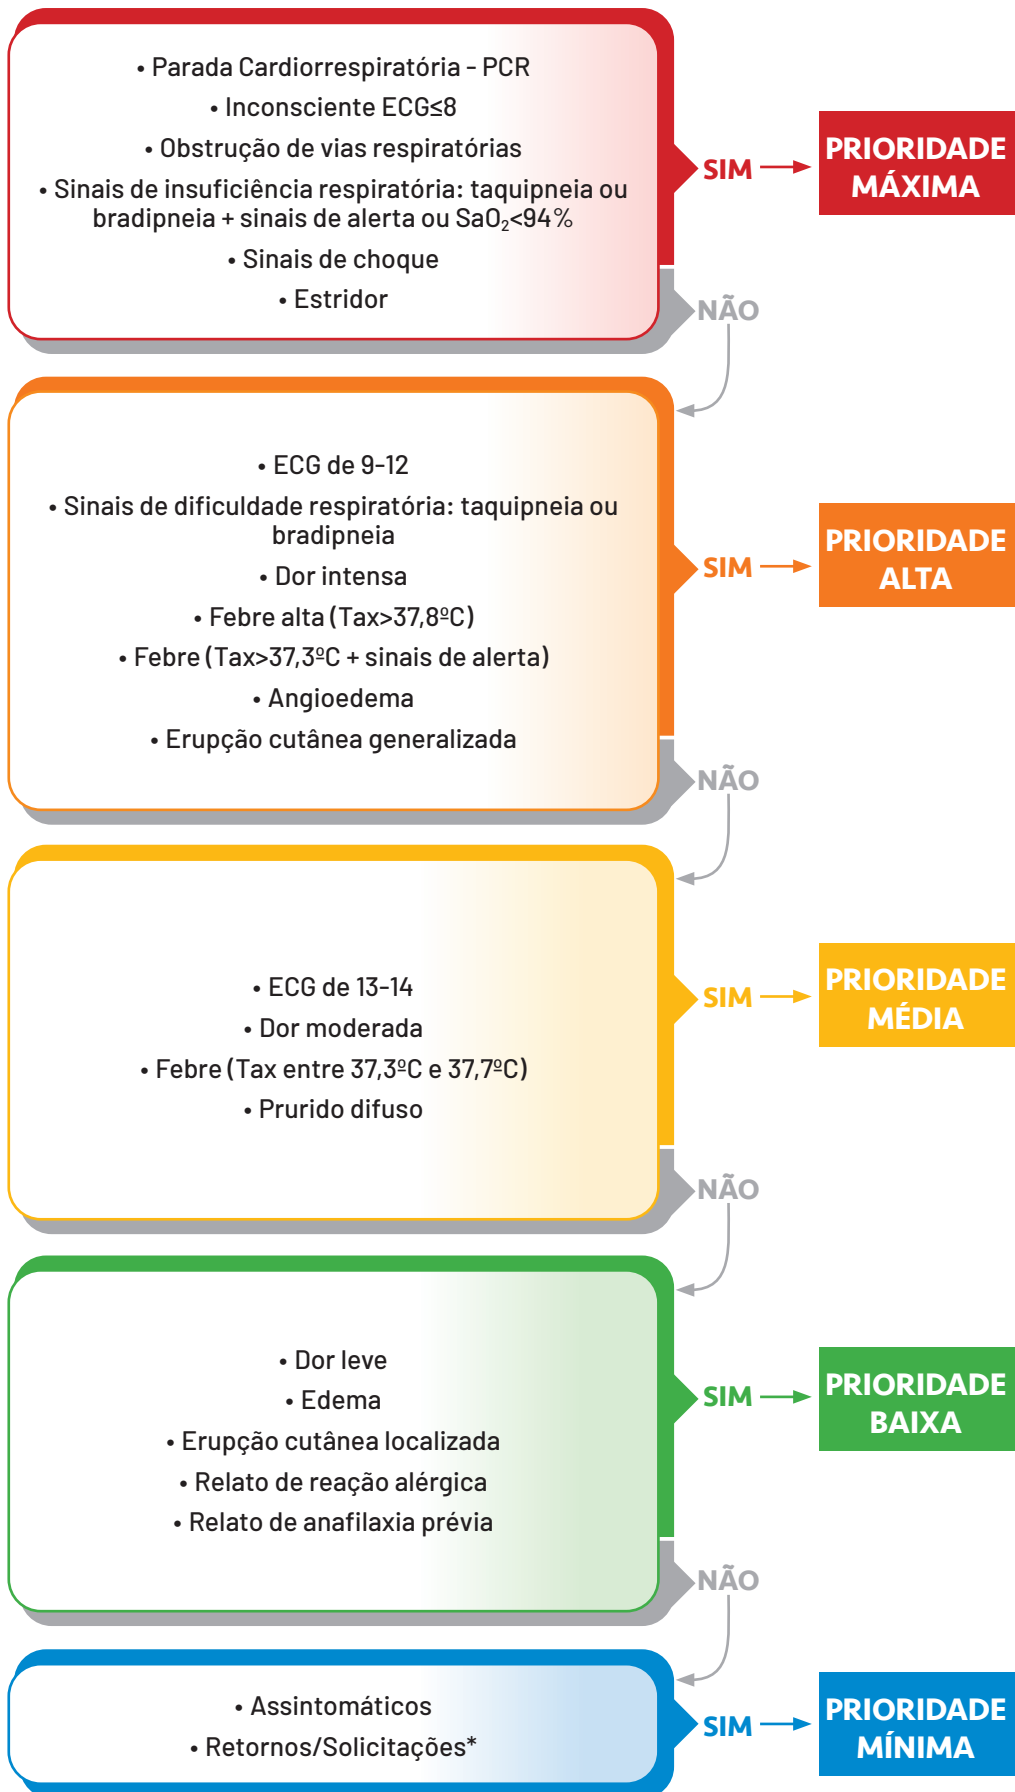 • Parada Cardiorrespiratória - PCR
• Inconsciente ECG≤8
• Obstrução de vias respiratórias
• Sinais de insuficiência respiratória: taquipneia ou
bradipneia + sinais de alerta ou SaO₂<94%
• Sinais de choque
• Estridor
SIM
PRIORIDADE
MÁXIMA
NÃO
• ECG de 9-12
• Sinais de dificuldade respiratória: taquipneia ou
bradipneia
• Dor intensa
• Febre alta (Tax>37,8ºC)
• Febre (Tax>37,3ºC + sinais de alerta)
• Angioedema
• Erupção cutânea generalizada
SIM
PRIORIDADE
ALTA
NÃO
• ECG de 13-14
• Dor moderada
• Febre (Tax entre 37,3ºC e 37,7ºC)
• Prurido difuso
SIM
PRIORIDADE
MÉDIA
NÃO
• Dor leve
• Edema
• Erupção cutânea localizada
• Relato de reação alérgica
• Relato de anafilaxia prévia
SIM
PRIORIDADE
BAIXA
NÃO
• Assintomáticos
• Retornos/Solicitações*
SIM
PRIORIDADE
MÍNIMA